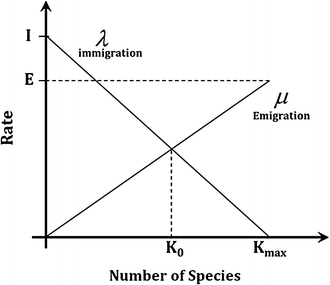 I
λ
immigration
E
μ
Emigration
Rate
K0
Kmax
Number of Species